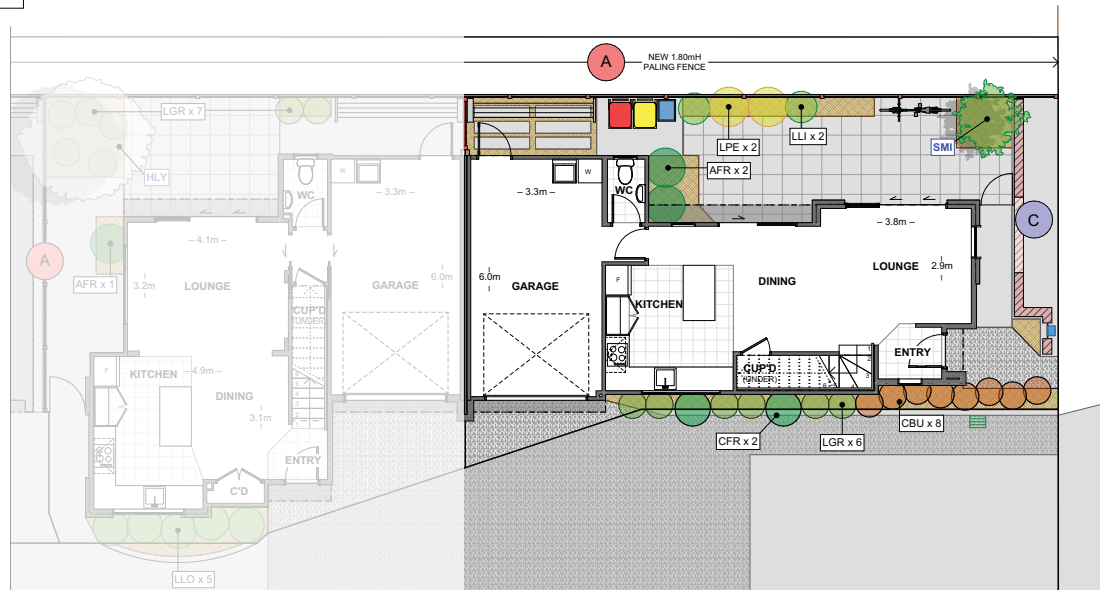 A
NEW 1.80mH
PALING FENCE
LGR x 7
HLY
WC
W
– 3.3m –
– 4.1m –
A
AFR x 1
3.2m
LOUNGE
6.0m
GARAGE
CUP'D
(UNDER)
F
KITCHEN
– 4.9m –
DINING
3.1m
ENTRY
C'D
LLO x 5
LPE x 2
LLI x 2
SMI
AFR x 2
W
WC
– 3.3m –
– 3.8m –
C
6.0m
GARAGE
F
KITCHEN
DINING
LOUNGE
2.9m
ENTRY
CUP'D
(UNDER)
CFR x 2
LGR x 6
CBU x 8